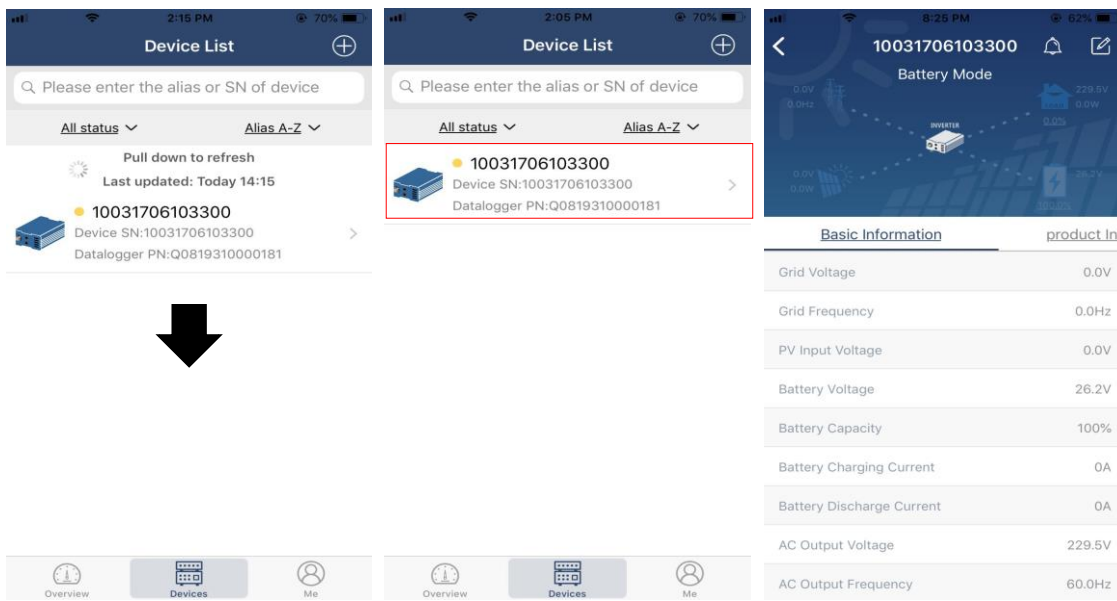 2:15 PM
70%
Device List
Please enter the alias or SN of device
All status
Alias A-Z
Pull down to refresh
Last updated: Today 14:15
10031706103300
Device SN:10031706103300
Datalogger PN:Q0819310000181
Overview
Devices
Me
2:05 PM
70%
Device List
Please enter the alias or SN of device
All status
Alias A-Z
10031706103300
Device SN:10031706103300
Datalogger PN:Q0819310000181
Overview
Devices
Me
8:25 PM
62%
10031706103300
Battery Mode
0.0V
0.0Hz
229.5V
0.0W
0.0%
INVERTER
0.0V
0.0W
26.2V
100.0%
Basic Information
product In
Grid Voltage 0.0V
Grid Frequency 0.0Hz
PV Input Voltage 0.0V
Battery Voltage 26.2V
Battery Capacity 100%
Battery Charging Current 0A
Battery Discharge Current 0A
AC Output Voltage 229.5V
AC Output Frequency 60.0Hz